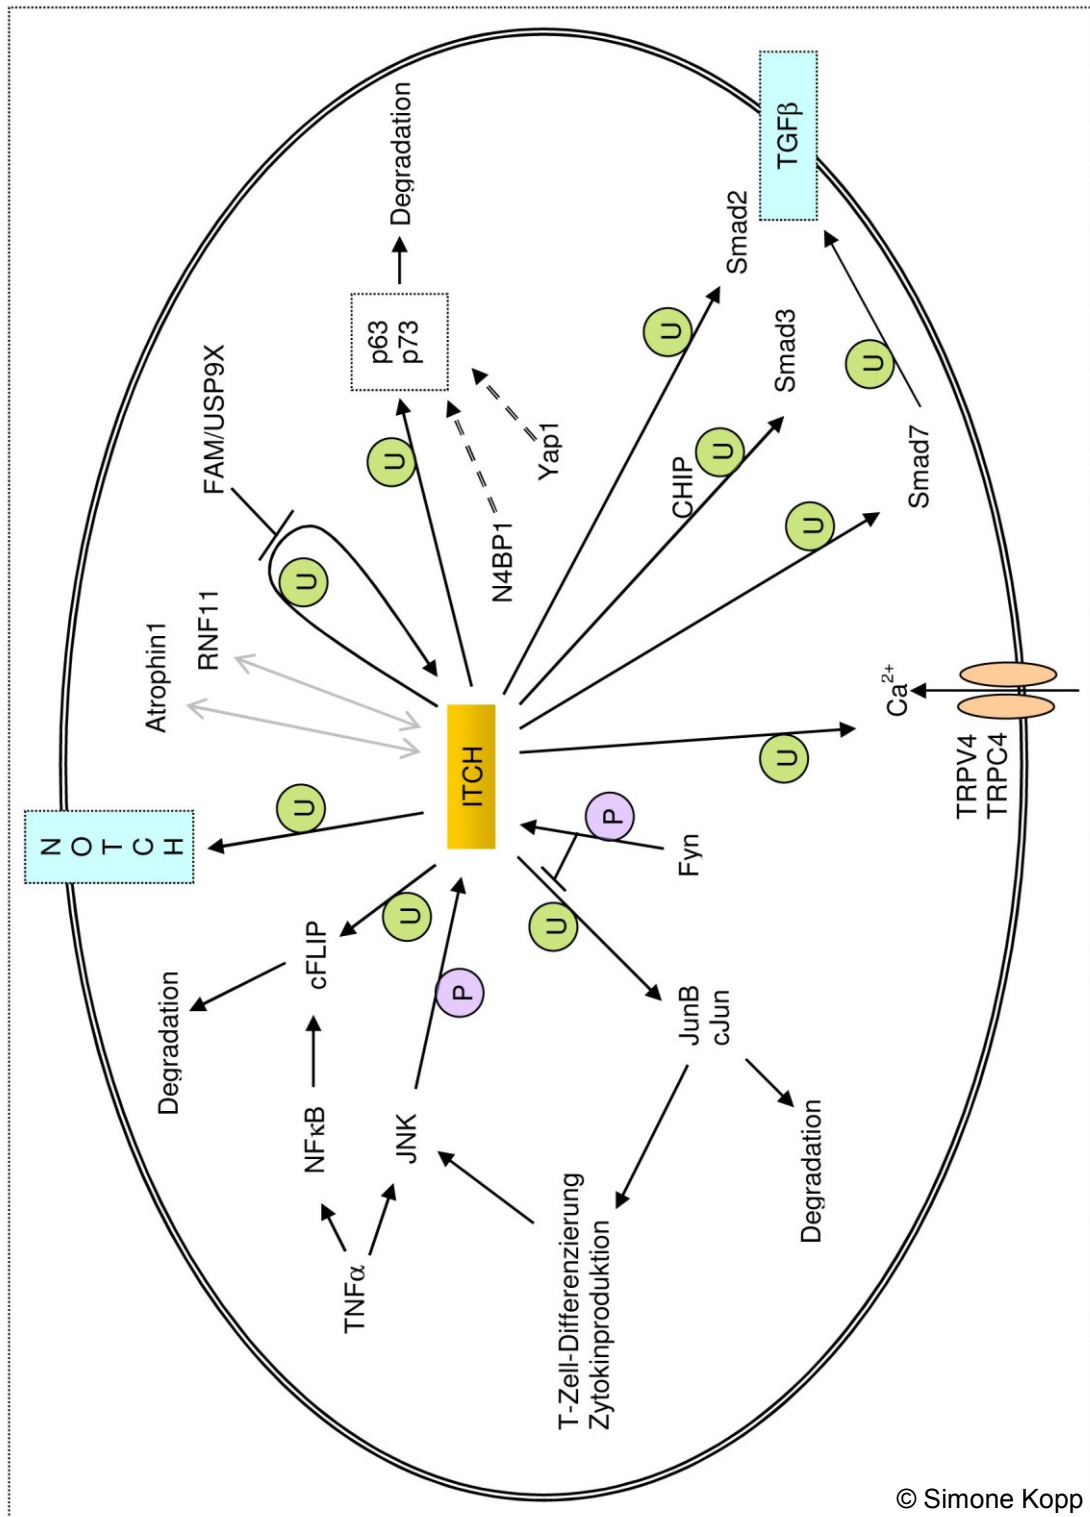 NOTCH
Atrophin1
RNF11
FAM/USP9X
U
U
U
p63
p73
Degradation
N4BP1
Yap1
Degradation
cFLIP
U
NFκB
TNFα
JNK
P
ITCH
U
Smad2
TGFβ
CHIP
U
Smad3
U
Smad7
U
U
Ca²⁺
TRPV4
TRPC4
P
Fyn
U
JunB
cJun
Degradation
T-Zell-Differenzierung
Zytokinproduktion
© Simone Kopp